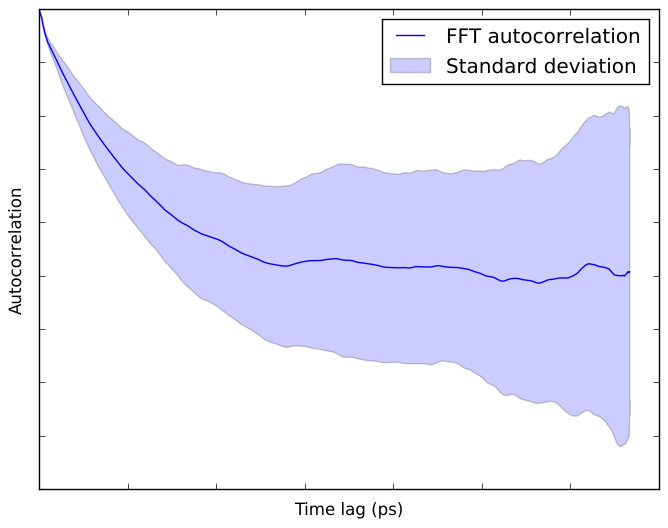 FFT autocorrelation
Standard deviation
Autocorrelation
Time lag (ps)